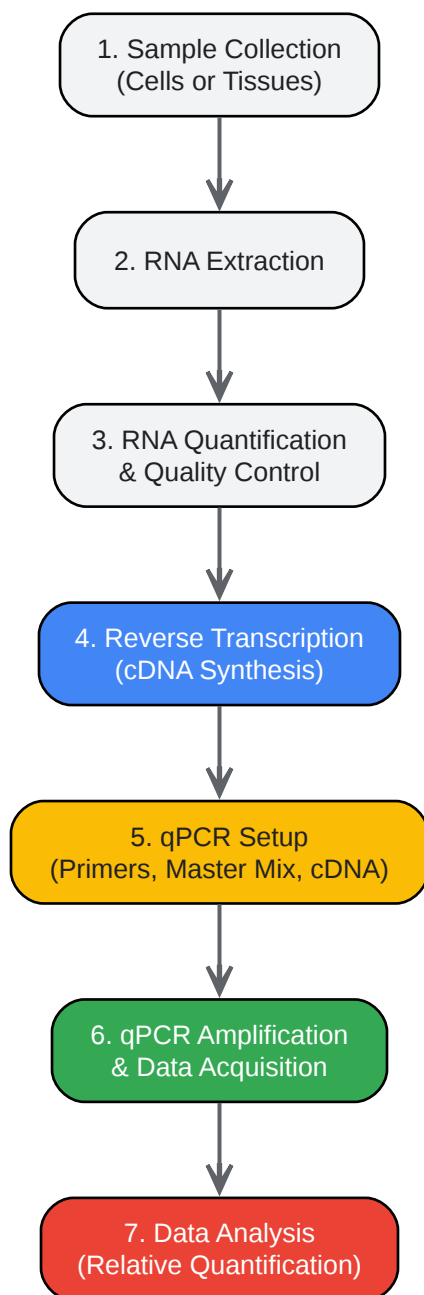 1. Sample Collection
(Cells or Tissues)
2. RNA Extraction
3. RNA Quantification
& Quality Control
4. Reverse Transcription
(cDNA Synthesis)
5. qPCR Setup
(Primers, Master Mix, cDNA)
6. qPCR Amplification
& Data Acquisition
7. Data Analysis
(Relative Quantification)